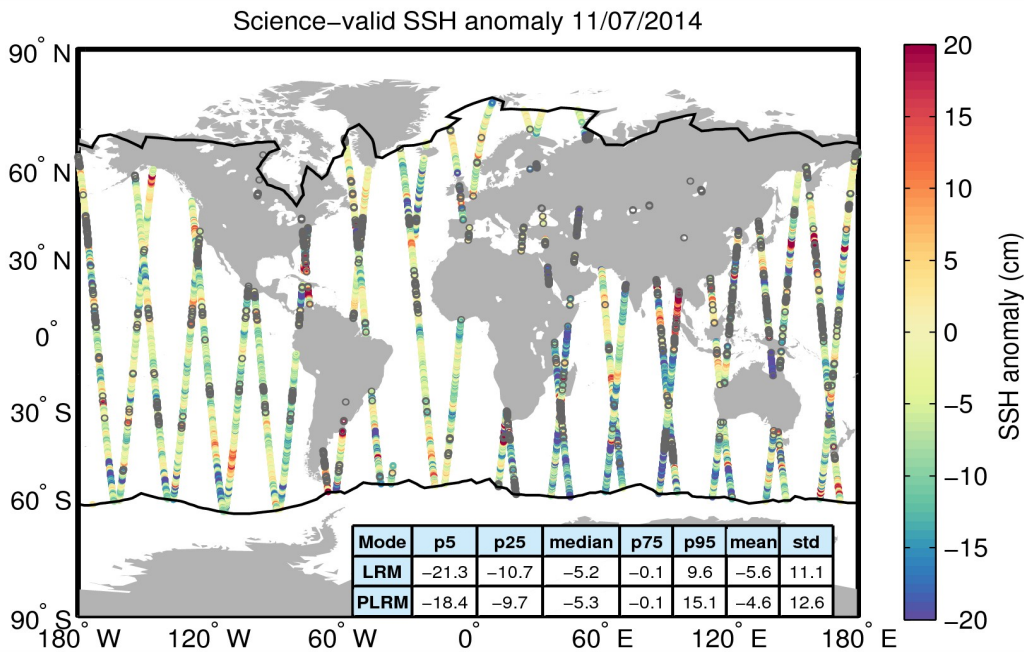 Science−valid SSH anomaly 11/07/2014
90° N
60° N
30° N
0°
30° S
60° S
90° S
180° W 120° W 60° W 0° 60° E 120° E 180° E
Mode p5 p25 median p75 p95 mean std
LRM −21.3 −10.7 −5.2 −0.1 9.6 −5.6 11.1
PLRM −18.4 −9.7 −5.3 −0.1 15.1 −4.6 12.6
20
15
10
5
0
−5
−10
−15
−20
SSH anomaly (cm)